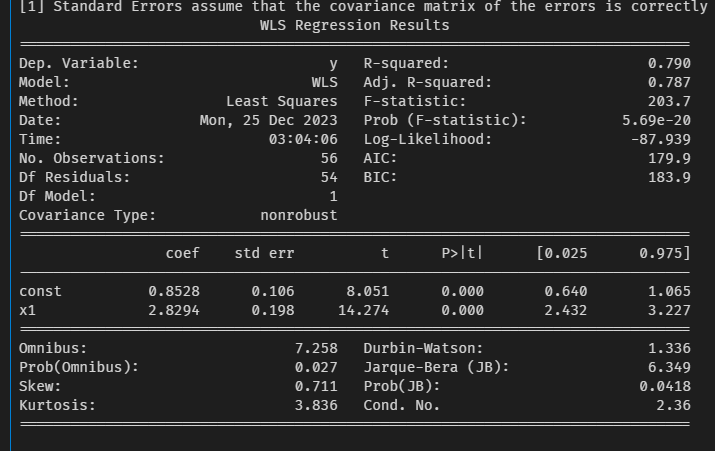 [1] Standard Errors assume that the covariance matrix of the errors is correctly
WLS Regression Results
Dep. Variable: y R-squared: 0.790
Model: WLS Adj. R-squared: 0.787
Method: Least Squares F-statistic: 203.7
Date: Mon, 25 Dec 2023 Prob (F-statistic): 5.69e-20
Time: 03:04:06 Log-Likelihood: -87.939
No. Observations: 56 AIC: 179.9
Df Residuals: 54 BIC: 183.9
Df Model: 1
Covariance Type: nonrobust
coef std err t P>|t| [0.025 0.975]
const 0.8528 0.106 8.051 0.000 0.640 1.065
x1 2.8294 0.198 14.274 0.000 2.432 3.227
Omnibus: 7.258 Durbin-Watson: 1.336
Prob(Omnibus): 0.027 Jarque-Bera (JB): 6.349
Skew: 0.711 Prob(JB): 0.0418
Kurtosis: 3.836 Cond. No. 2.36